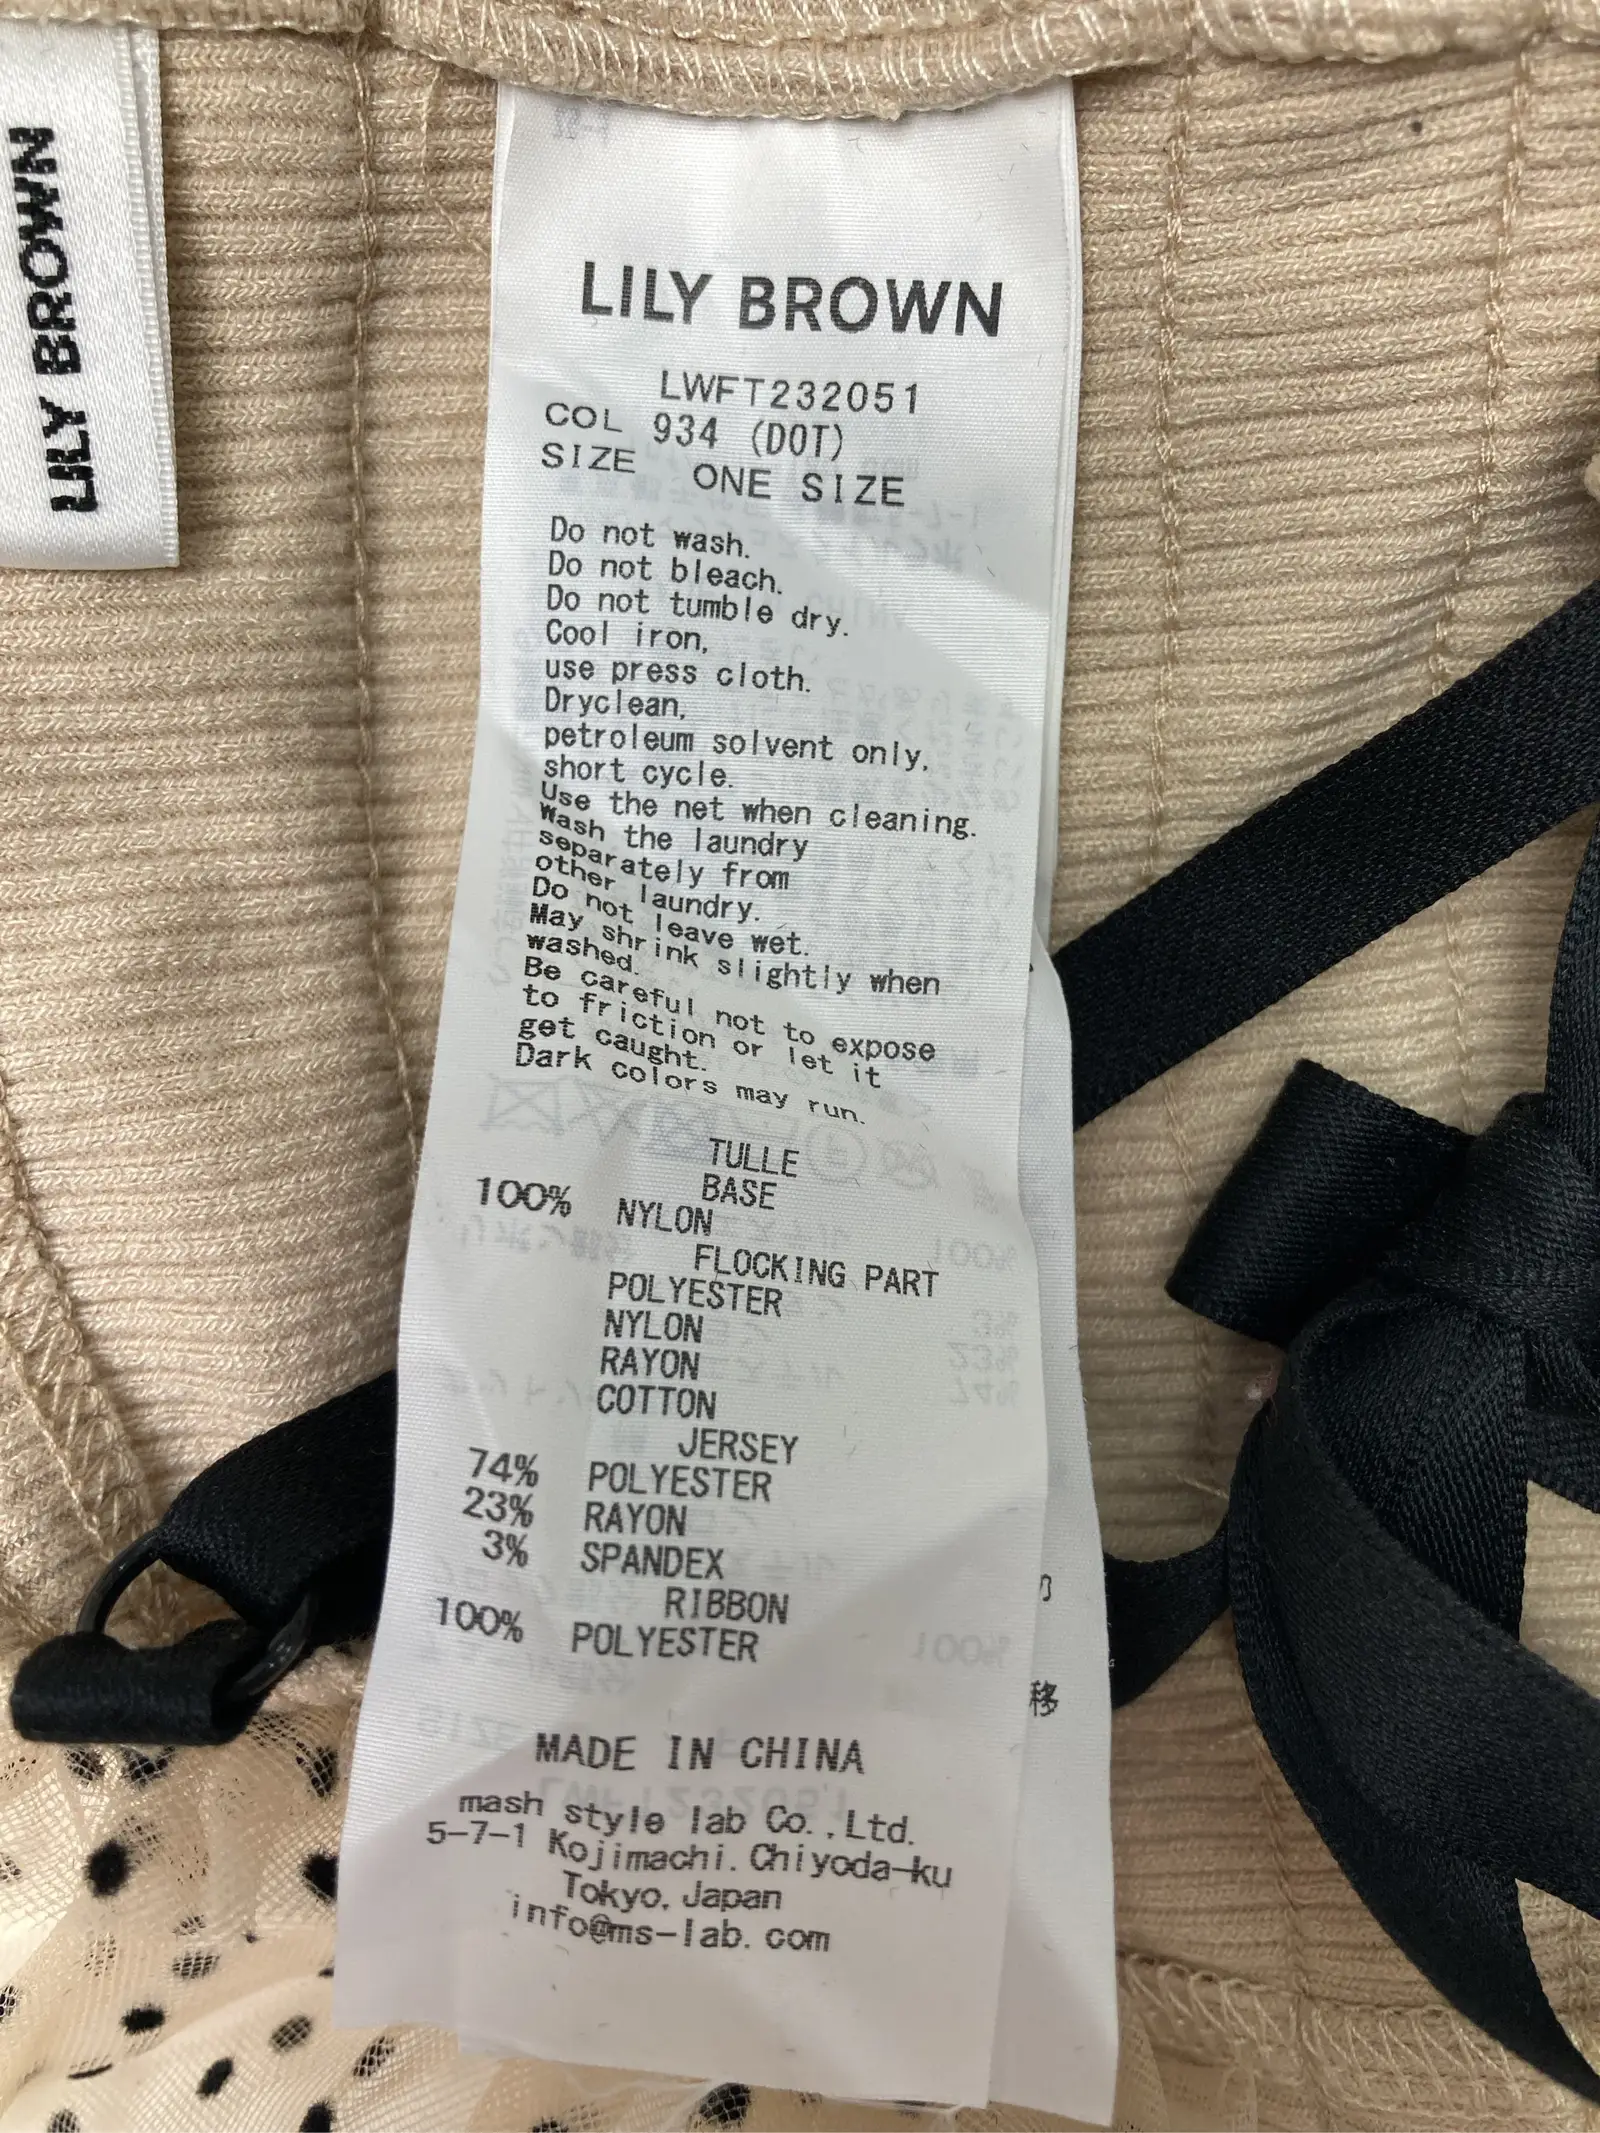 LILY BROWN
LILY BROWN
LWFT232051
COL 934 (DOT)
SIZE ONE SIZE
Do not wash.
Do not bleach.
Do not tumble dry.
Cool iron,
use press cloth.
Dryclean,
petroleum solvent only,
short cycle.
Use the net when cleaning.
Wash the laundry
separately from
other laundry.
Do not leave wet.
May shrink slightly when
washed.
Be careful not to expose
to friction or let it
get caught.
Dark colors may run.
TULLE
BASE
100% NYLON
FLOCKING PART
POLYESTER
NYLON
RAYON
COTTON
JERSEY
74% POLYESTER
23% RAYON
3% SPANDEX
RIBBON
100% POLYESTER
MADE IN CHINA
mash style lab Co.,Ltd.
5-7-1 Kojimachi.Chiyoda-ku
Tokyo,Japan
info@ms-lab.com
移